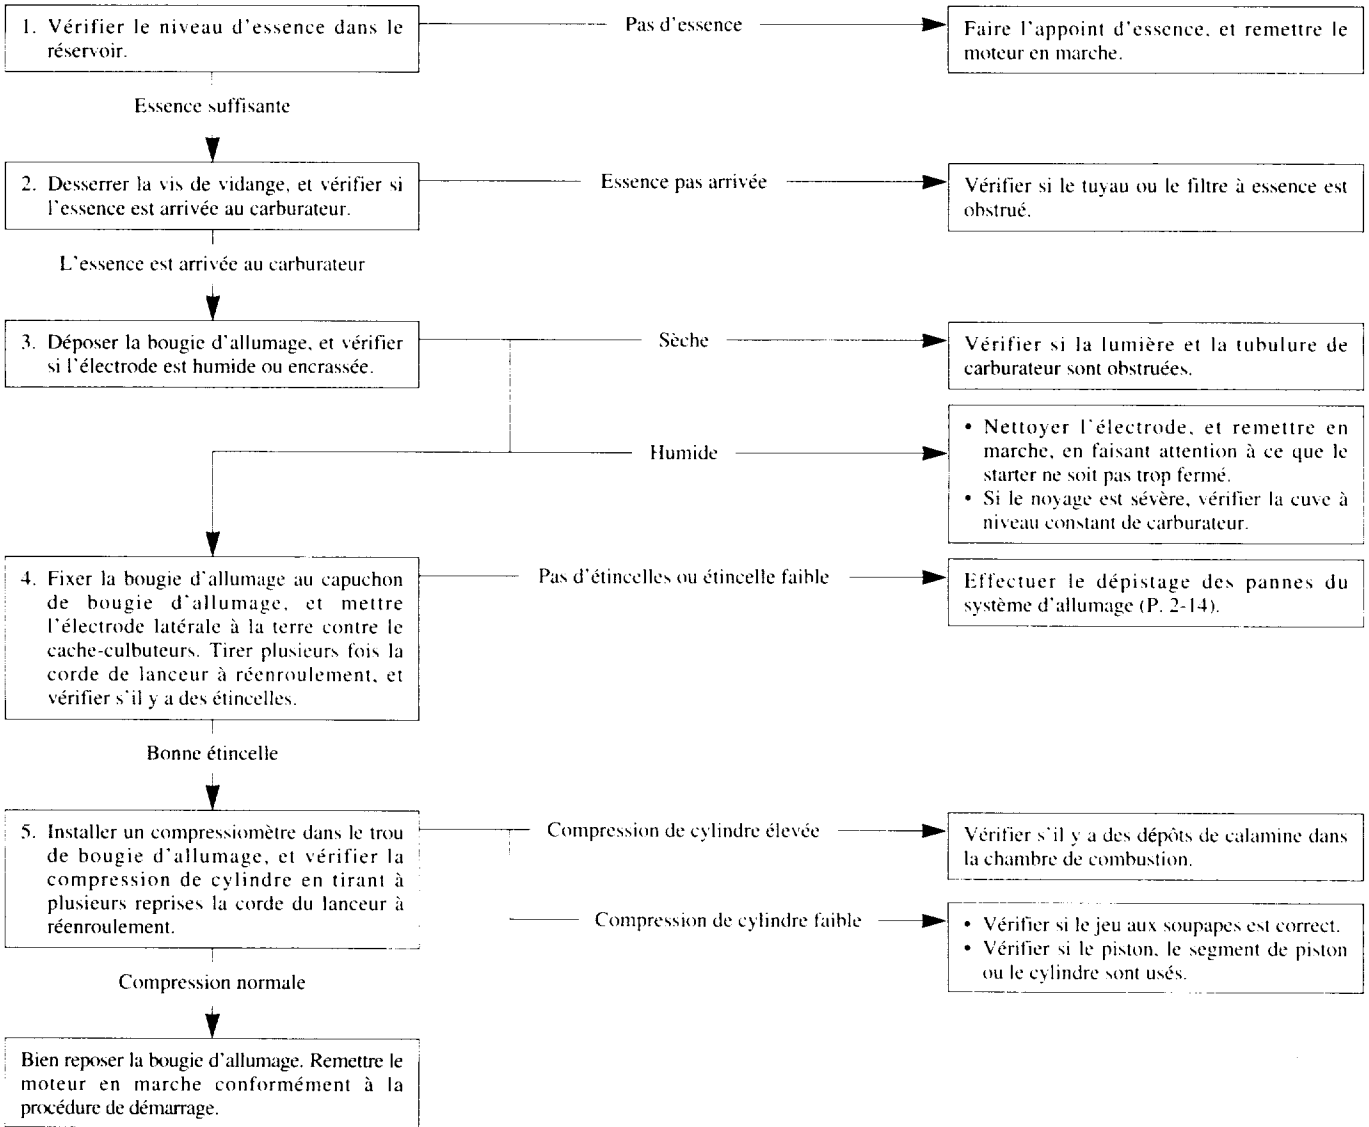 1. Vérifier le niveau d'essence dans le
réservoir.
Pas d'essence
Faire l'appoint d'essence, et remettre le
moteur en marche.
Essence suffisante
2. Desserrer la vis de vidange, et vérifier si
l'essence est arrivée au carburateur.
Essence pas arrivée
Vérifier si le tuyau ou le filtre à essence est
obstrué.
L'essence est arrivée au carburateur
3. Déposer la bougie d'allumage, et vérifier
si l'électrode est humide ou encrassée.
Sèche
Vérifier si la lumière et la tubulure de
carburateur sont obstruées.
Humide
• Nettoyer l'électrode, et remettre en
marche, en faisant attention à ce que le
starter ne soit pas trop fermé.
• Si le noyage est sévère, vérifier la cuve à
niveau constant de carburateur.
4. Fixer la bougie d'allumage au capuchon
de bougie d'allumage, et mettre
l'électrode latérale à la terre contre le
cache-culbuteurs. Tirer plusieurs fois la
corde de lanceur à réenroulement, et
vérifier s'il y a des étincelles.
Pas d'étincelles ou étincelle faible
Effectuer le dépistage des pannes du
système d'allumage (P. 2-14).
Bonne étincelle
5. Installer un compressiomètre dans le trou
de bougie d'allumage, et vérifier la
compression de cylindre en tirant à
plusieurs reprises la corde du lanceur à
réenroulement.
Compression de cylindre élevée
Vérifier s'il y a des dépôts de calamine dans
la chambre de combustion.
Compression de cylindre faible
• Vérifier si le jeu aux soupapes est correct.
• Vérifier si le piston, le segment de piston
ou le cylindre sont usés.
Compression normale
Bien reposer la bougie d'allumage. Remettre le
moteur en marche conformément à la
procédure de démarrage.